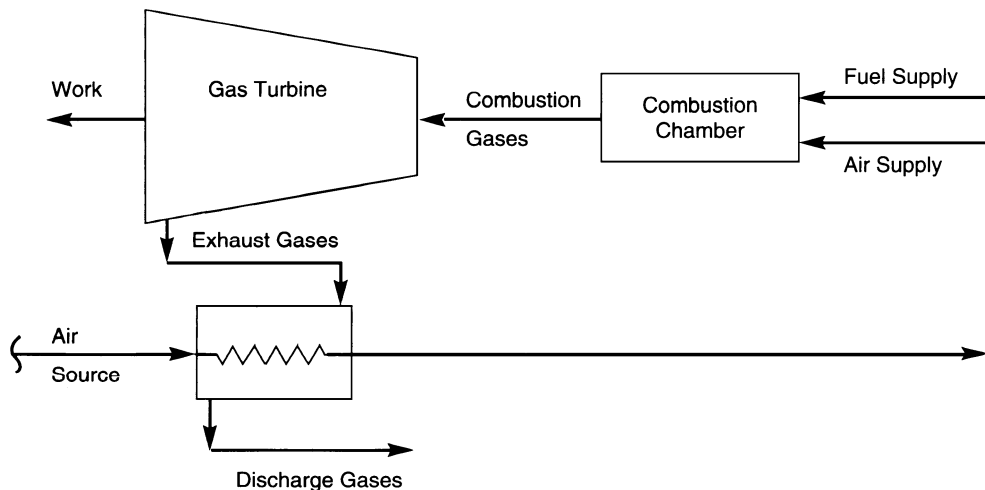 Work
Gas Turbine
Combustion
Gases
Combustion
Chamber
Fuel Supply
Air Supply
Exhaust Gases
Air
Source
Discharge Gases